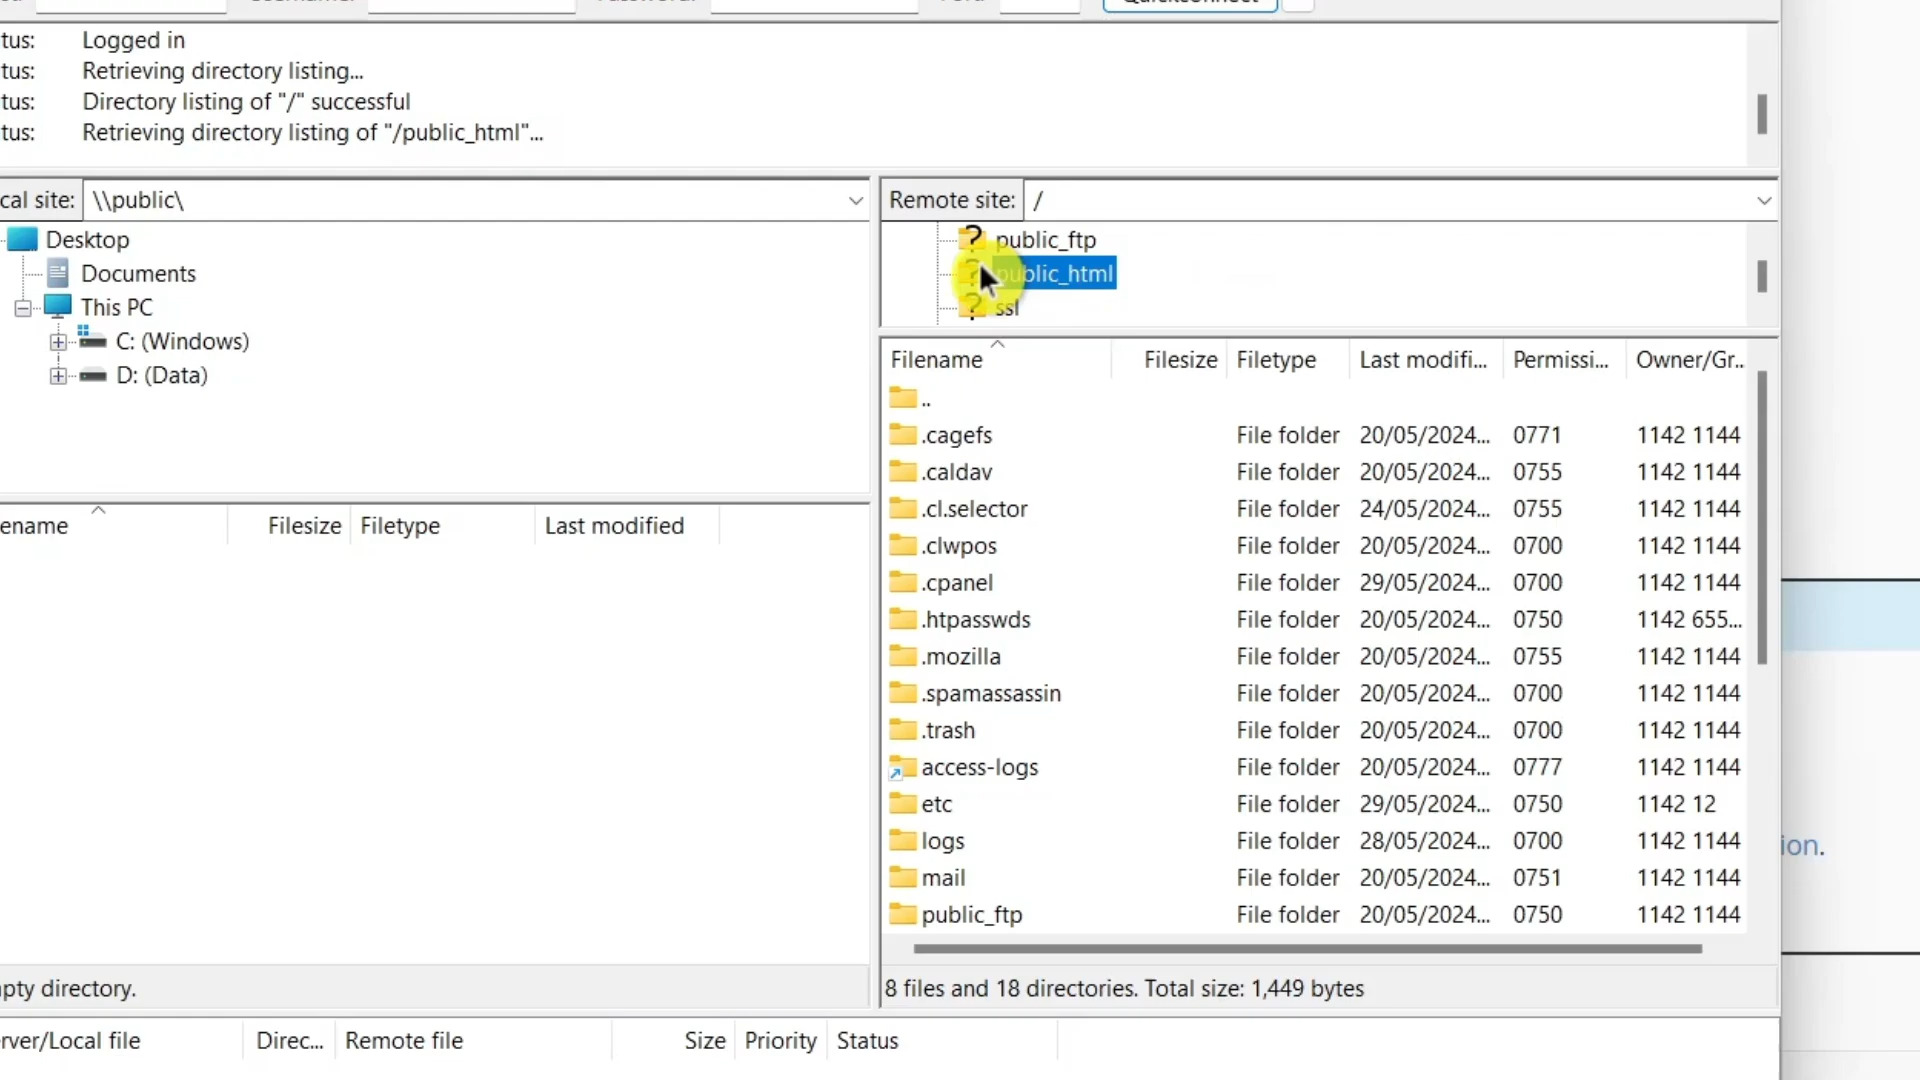 tus: Logged in
tus: Retrieving directory listing...
tus: Directory listing of "/" successful
tus: Retrieving directory listing of "/public_html"...
cal site: \\public\
Desktop
Documents
This PC
C: (Windows)
D: (Data)
ename Filesize Filetype Last modified
pty directory.
Remote site: /
public_ftp
public_html
ssl
Filename Filesize Filetype Last modifi... Permissi... Owner/Gr...
..
.cagefs File folder 20/05/2024... 0771 1142 1144
.caldav File folder 20/05/2024... 0755 1142 1144
.cl.selector File folder 24/05/2024... 0755 1142 1144
.clwpos File folder 20/05/2024... 0700 1142 1144
.cpanel File folder 29/05/2024... 0700 1142 1144
.htpasswds File folder 20/05/2024... 0750 1142 655...
.mozilla File folder 20/05/2024... 0755 1142 1144
.spamassassin File folder 20/05/2024... 0700 1142 1144
.trash File folder 20/05/2024... 0700 1142 1144
access-logs File folder 20/05/2024... 0777 1142 1144
etc File folder 29/05/2024... 0750 1142 12
logs File folder 28/05/2024... 0700 1142 1144
mail File folder 20/05/2024... 0751 1142 1144
public_ftp File folder 20/05/2024... 0750 1142 1144
8 files and 18 directories. Total size: 1,449 bytes
rver/Local file Direc... Remote file Size Priority Status
ion.